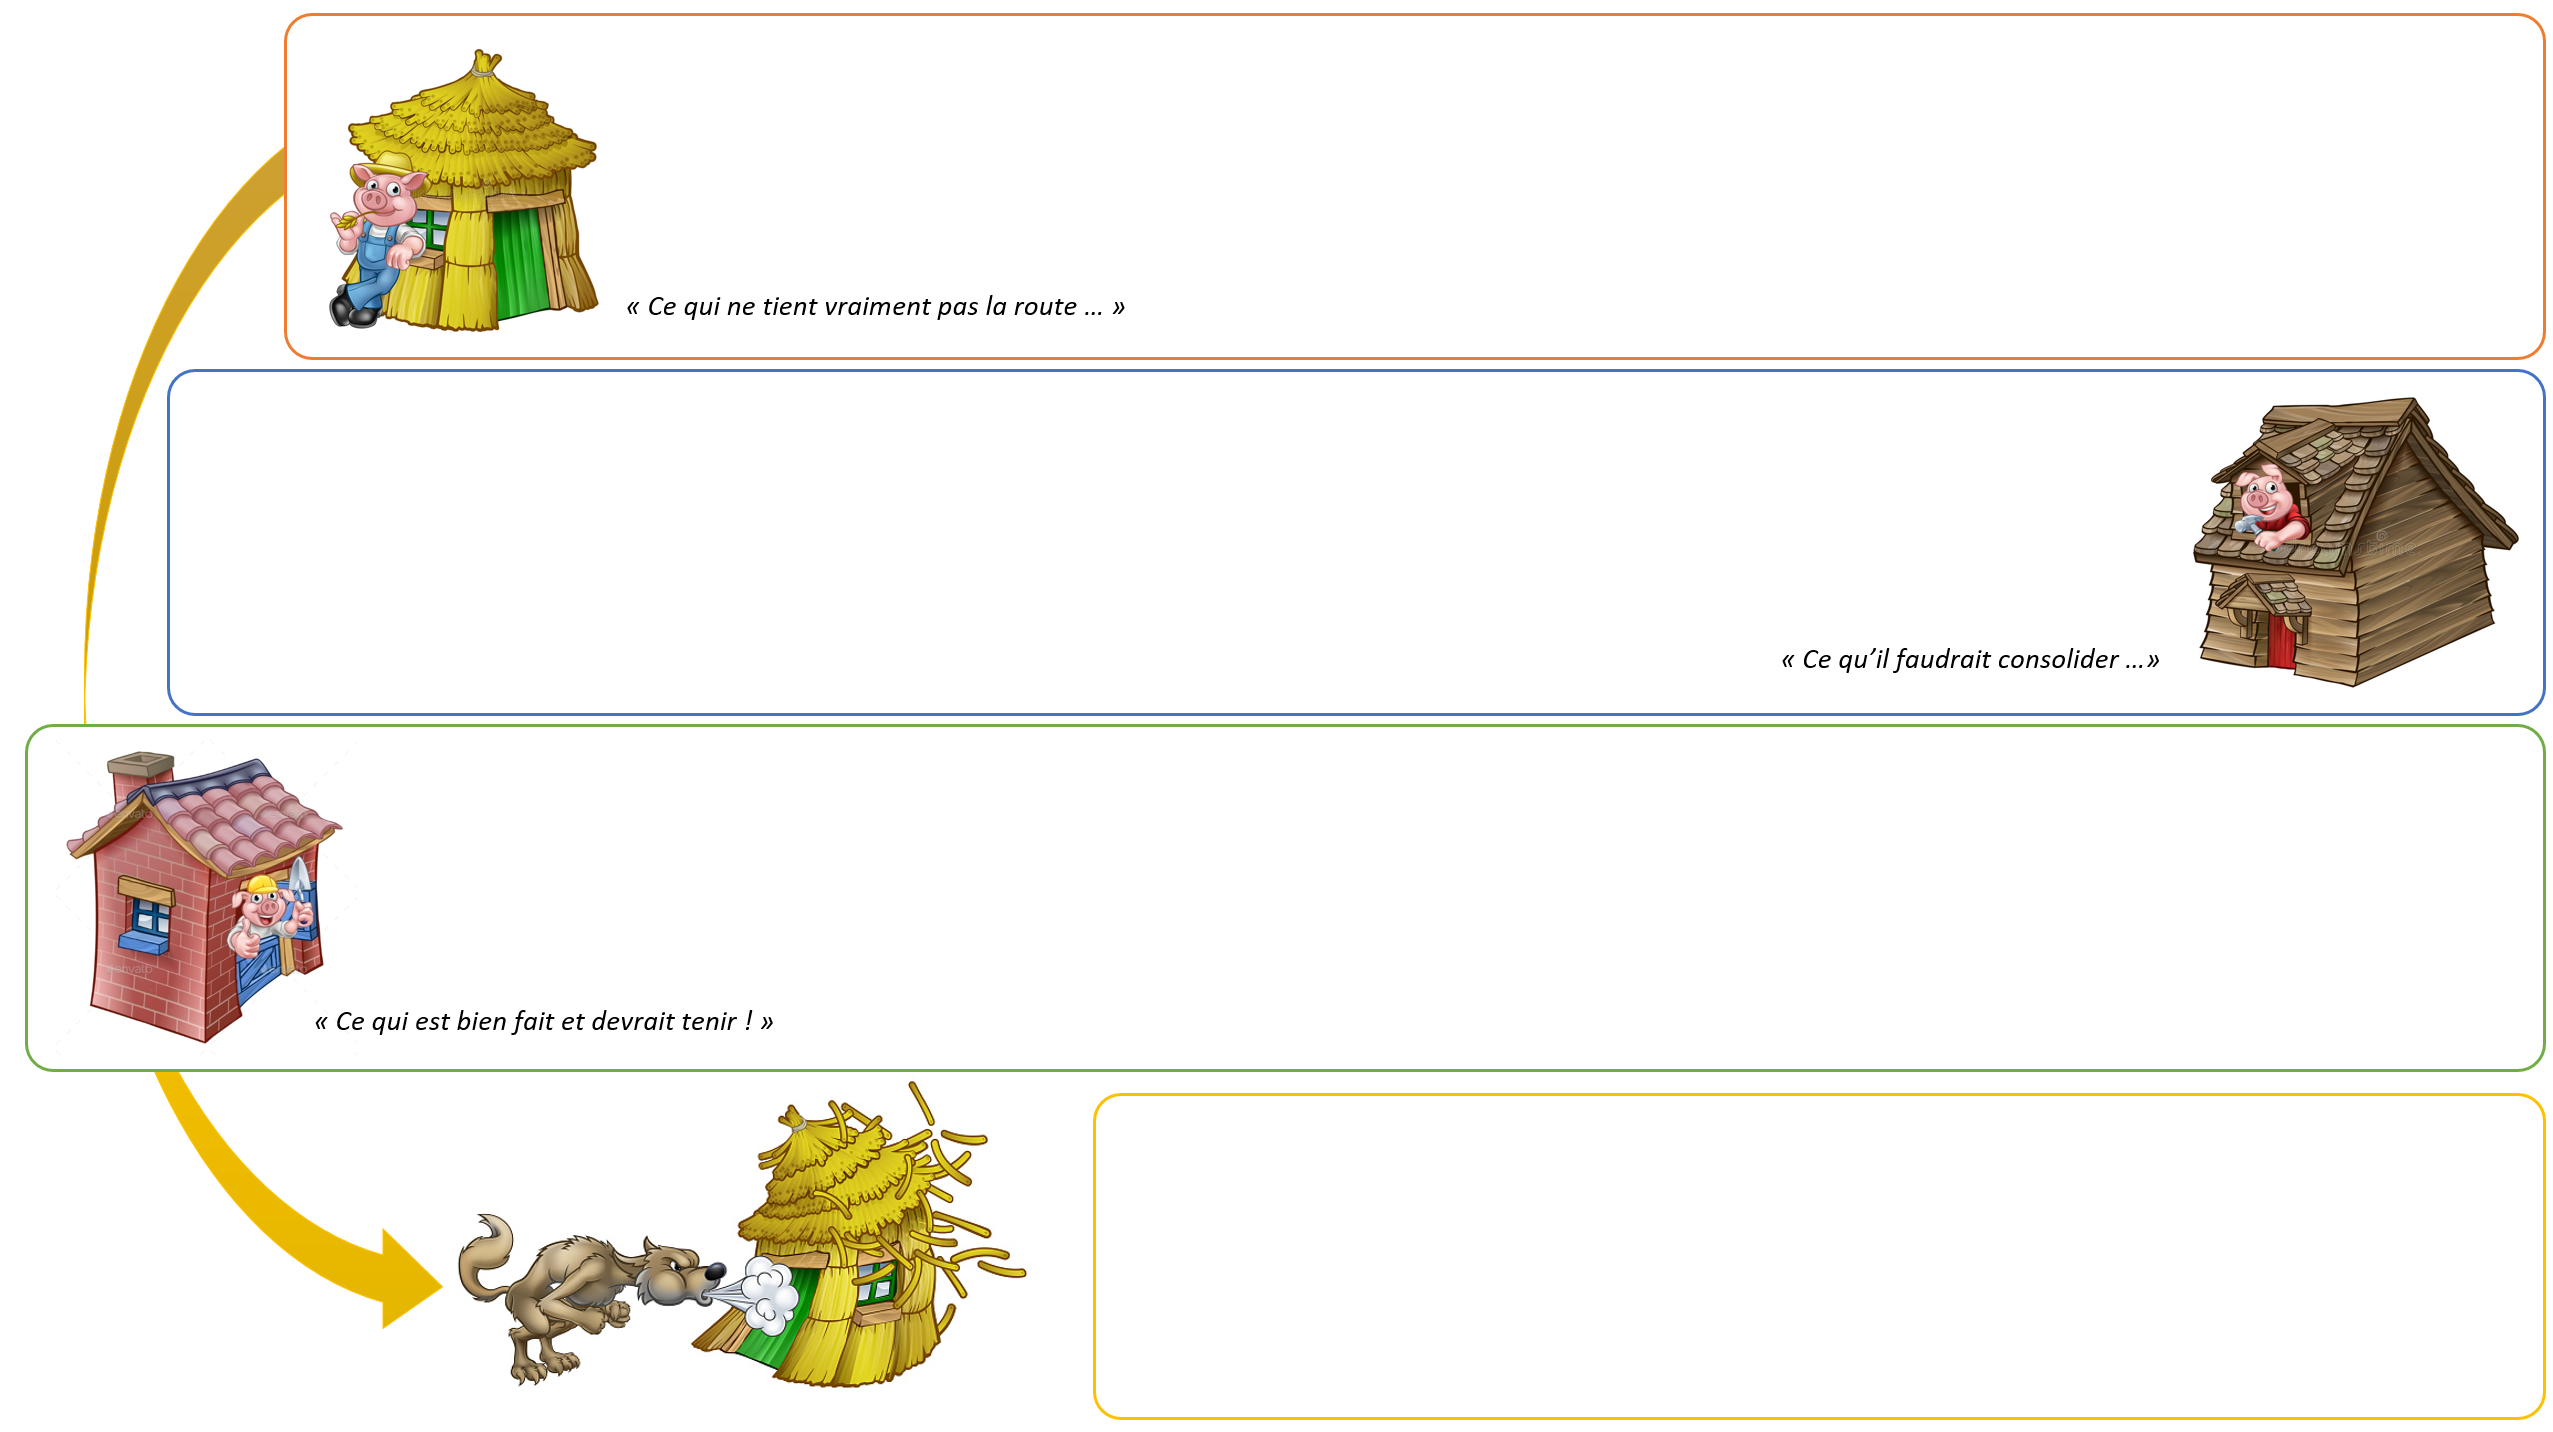 « Ce qui ne tient vraiment pas la route … »
« Ce qu’il faudrait consolider …»
« Ce qui est bien fait et devrait tenir ! »